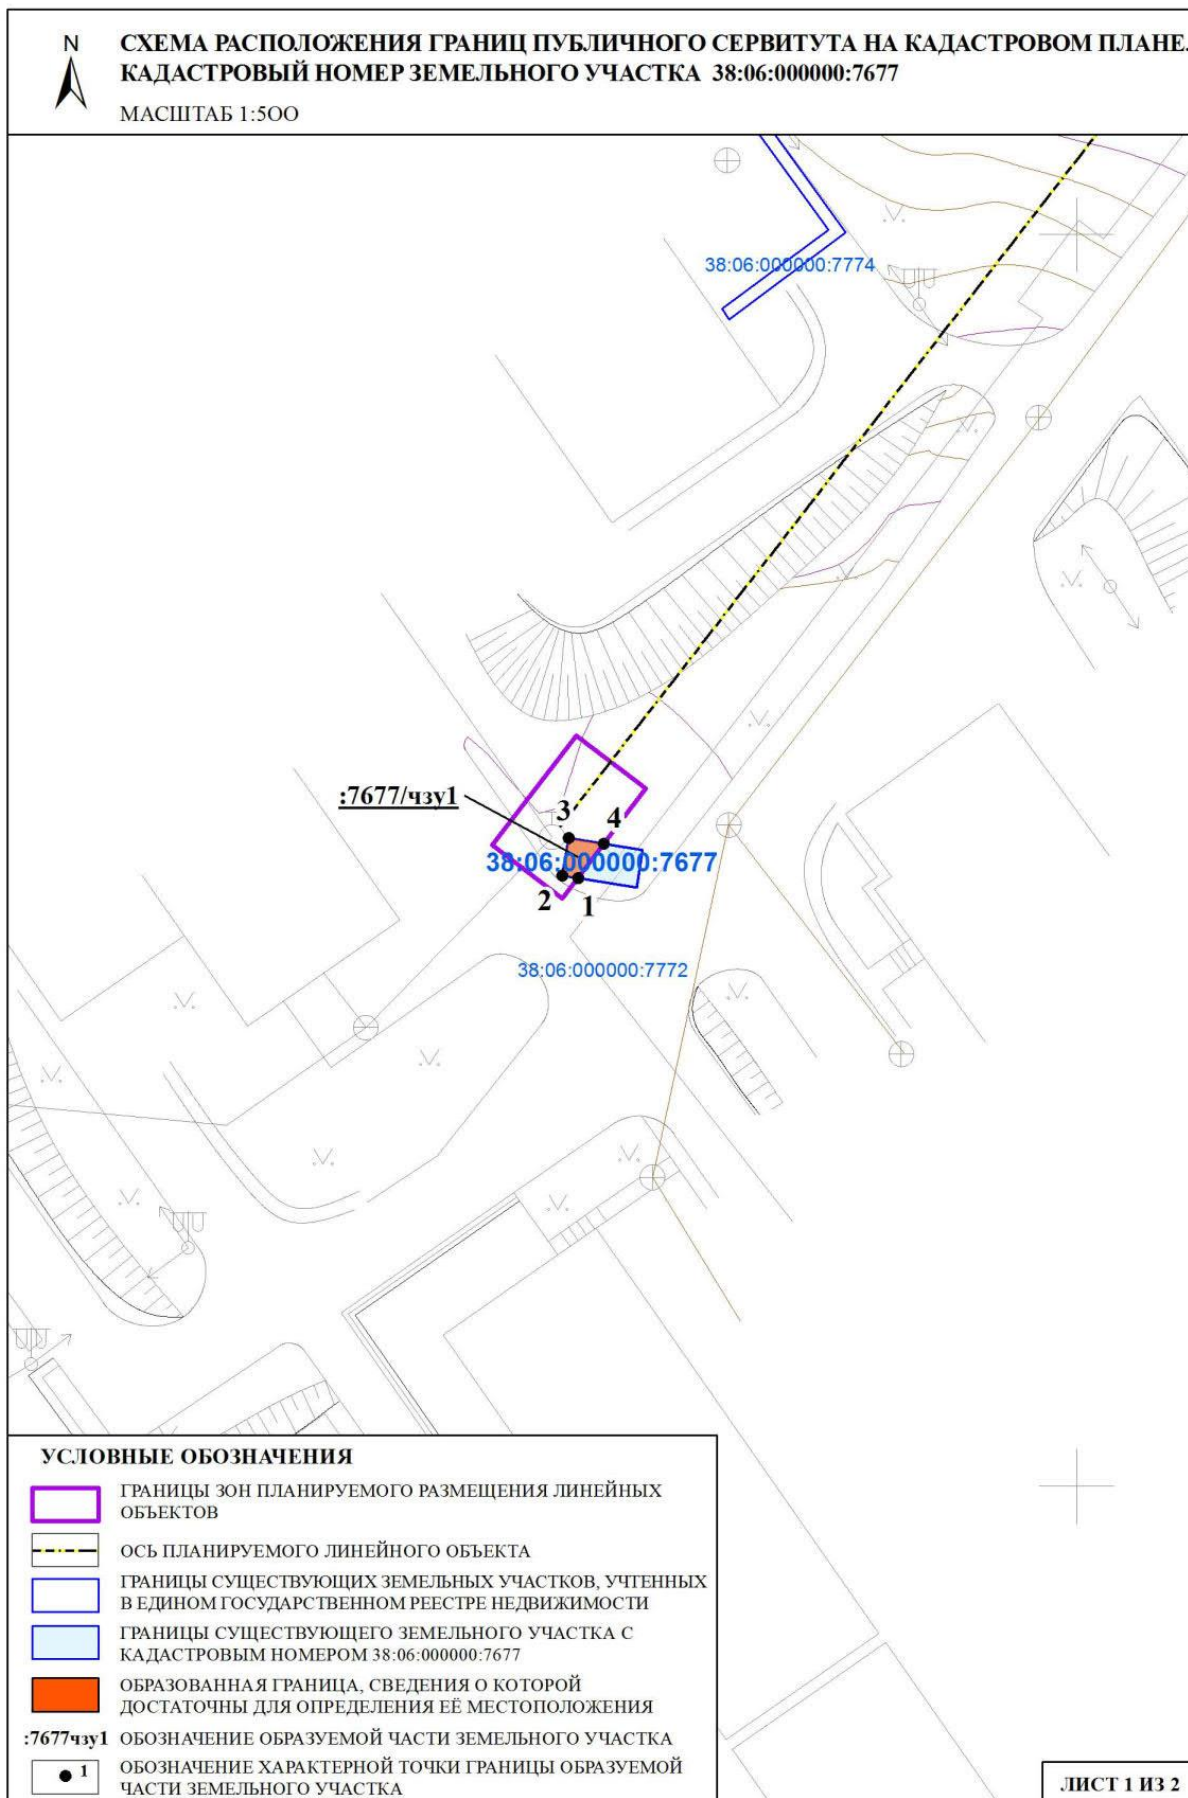 N
СХЕМА РАСПОЛОЖЕНИЯ ГРАНИЦ ПУБЛИЧНОГО СЕРВИТУТА НА КАДАСТРОВОМ ПЛАНЕ.
КАДАСТРОВЫЙ НОМЕР ЗЕМЕЛЬНОГО УЧАСТКА 38:06:000000:7677
МАСШТАБ 1:5ОО
38:06:000000:7774
:7677/чзу1
3
4
38:06:000000:7677
2
1
38:06:000000:7772
УСЛОВНЫЕ ОБОЗНАЧЕНИЯ
ГРАНИЦЫ ЗОН ПЛАНИРУЕМОГО РАЗМЕЩЕНИЯ ЛИНЕЙНЫХ
ОБЪЕКТОВ
ОСЬ ПЛАНИРУЕМОГО ЛИНЕЙНОГО ОБЪЕКТА
ГРАНИЦЫ СУЩЕСТВУЮЩИХ ЗЕМЕЛЬНЫХ УЧАСТКОВ, УЧТЕННЫХ
В ЕДИНОМ ГОСУДАРСТВЕННОМ РЕЕСТРЕ НЕДВИЖИМОСТИ
ГРАНИЦЫ СУЩЕСТВУЮЩЕГО ЗЕМЕЛЬНОГО УЧАСТКА С
КАДАСТРОВЫМ НОМЕРОМ 38:06:000000:7677
ОБРАЗОВАННАЯ ГРАНИЦА, СВЕДЕНИЯ О КОТОРОЙ
ДОСТАТОЧНЫ ДЛЯ ОПРЕДЕЛЕНИЯ ЕЁ МЕСТОПОЛОЖЕНИЯ
:7677чзу1 ОБОЗНАЧЕНИЕ ОБРАЗУЕМОЙ ЧАСТИ ЗЕМЕЛЬНОГО УЧАСТКА
1 ОБОЗНАЧЕНИЕ ХАРАКТЕРНОЙ ТОЧКИ ГРАНИЦЫ ОБРАЗУЕМОЙ
ЧАСТИ ЗЕМЕЛЬНОГО УЧАСТКА
ЛИСТ 1 ИЗ 2